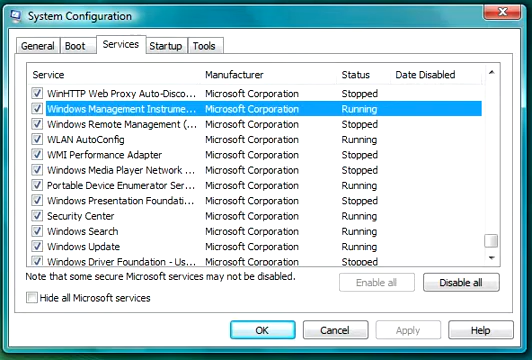 System Configuration
General Boot Services Startup Tools
Service Manufacturer Status Date Disabled
WinHTTP Web Proxy Auto-Disco... Microsoft Corporation Stopped
Windows Management Instrume... Microsoft Corporation Running
Windows Remote Management (... Microsoft Corporation Stopped
WLAN AutoConfig Microsoft Corporation Running
WMI Performance Adapter Microsoft Corporation Stopped
Windows Media Player Network ... Microsoft Corporation Stopped
Portable Device Enumerator Ser... Microsoft Corporation Running
Windows Presentation Foundati... Microsoft Corporation Stopped
Security Center Microsoft Corporation Running
Windows Search Microsoft Corporation Running
Windows Update Microsoft Corporation Running
Windows Driver Foundation - Us... Microsoft Corporation Stopped
Note that some secure Microsoft services may not be disabled.
Enable all Disable all
Hide all Microsoft services
OK Cancel Apply Help